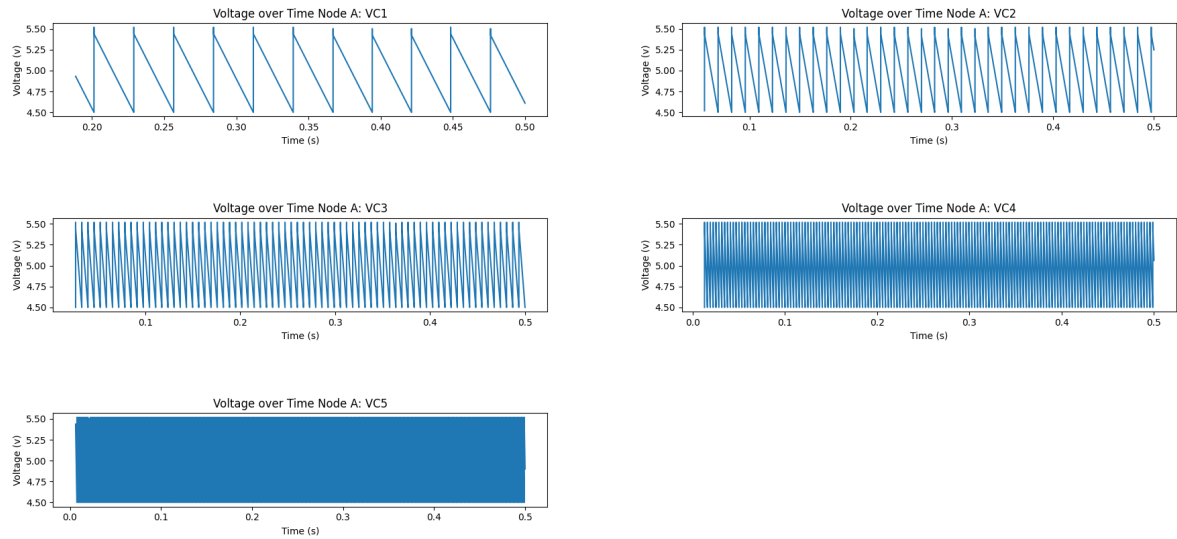 Voltage over Time Node A: VC1
Voltage (v)
5.50
5.25
5.00
4.75
4.50
0.20 0.25 0.30 0.35 0.40 0.45 0.50
Time (s)
Voltage over Time Node A: VC2
Voltage (v)
5.50
5.25
5.00
4.75
4.50
0.1 0.2 0.3 0.4 0.5
Time (s)
Voltage over Time Node A: VC3
Voltage (v)
5.50
5.25
5.00
4.75
4.50
0.1 0.2 0.3 0.4 0.5
Time (s)
Voltage over Time Node A: VC4
Voltage (v)
5.50
5.25
5.00
4.75
4.50
0.0 0.1 0.2 0.3 0.4 0.5
Time (s)
Voltage over Time Node A: VC5
Voltage (v)
5.50
5.25
5.00
4.75
4.50
0.0 0.1 0.2 0.3 0.4 0.5
Time (s)